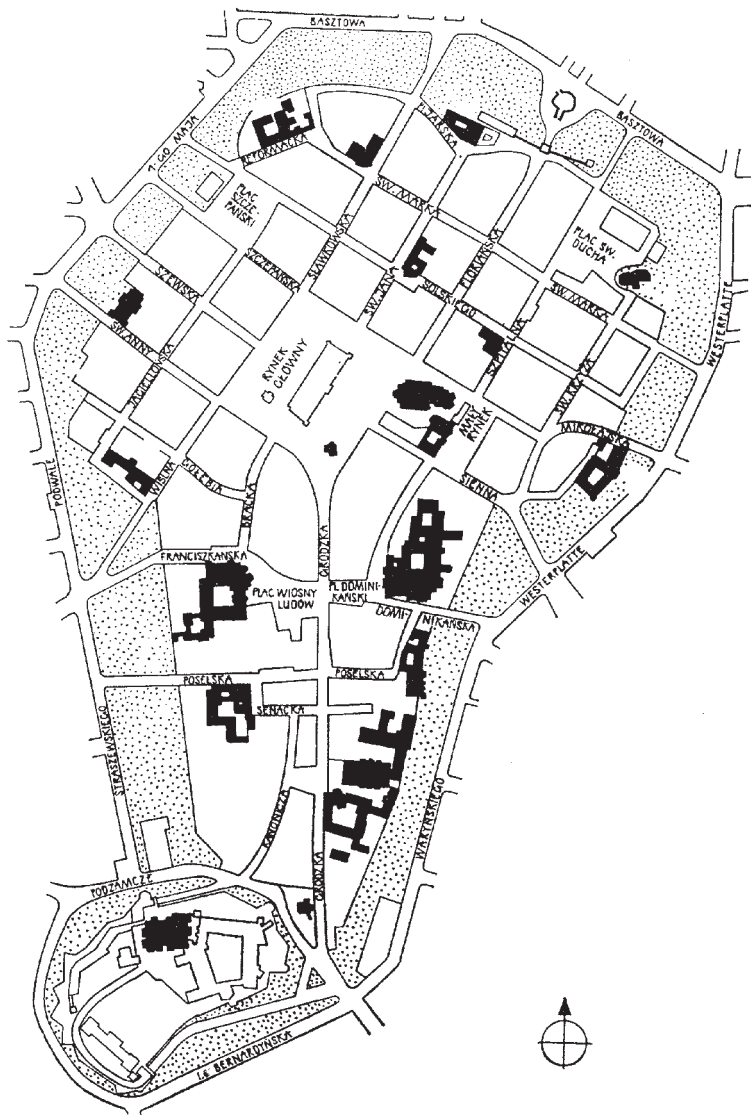 BASZTOWA
PIJARSKA
BASZTOWA
REFORMACKA
1-GO MAJA
PLAC
SZCZE-
PAŃSKI
ŚW. MARKA
PLAC ŚW.
DUCHA
SŁAWKOWSKA
FLORIAŃSKA
SZCZEPAŃSKA
SZEWSKA
ŚW. JANA
SOLSKIEGO
ŚW. MARKA
WESTERPLATTE
ŚW. ANNY
JAGIELLOŃSKA
RYNEK
GŁÓWNY
SZPITALNA
ŚW. KRZYŻA
MAŁY
RYNEK
MIKOŁAJSKA
PODWALE
WIŚLNA
GOŁĘBIA
BRACKA
SIENNA
GRODZKA
FRANCISZKAŃSKA
WESTERPLATTE
PLAC WIOSNY
LUDÓW
PL. DOMINI-
KAŃSKI
DOMI-
NIKAŃSKA
POSELSKA
POSELSKA
SENACKA
STRASZEWSKIEGO
KANONICZA
GRODZKA
WARYŃSKIEGO
PODZAMCZE
BERNARDYŃSKA